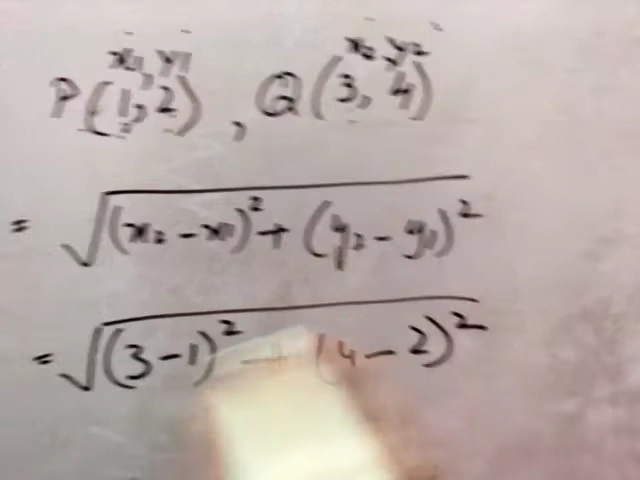 x₁, y₁ x₂, y₂
P(1, 2), Q(3, 4)
= √((x₂ - x₁)² + (y₂ - y₁)²)
= √((3 - 1)² + (4 - 2)²)